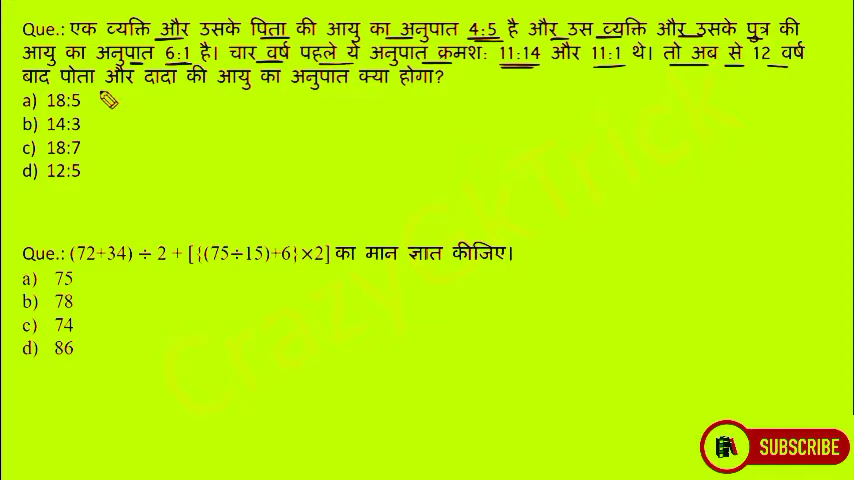 Que.: एक व्यक्ति और उसके पिता की आयु का अनुपात 4:5 है और उस व्यक्ति और उसके पुत्र की
आयु का अनुपात 6:1 है। चार वर्ष पहले ये अनुपात क्रमश: 11:14 और 11:1 थे। तो अब से 12 वर्ष
बाद पोता और दादा की आयु का अनुपात क्या होगा?
a) 18:5
b) 14:3
c) 18:7
d) 12:5
Que.: (72+34) ÷ 2 + [{(75÷15)+6}×2] का मान ज्ञात कीजिए।
a) 75
b) 78
c) 74
d) 86
CrazyGkTrick
SUBSCRIBE